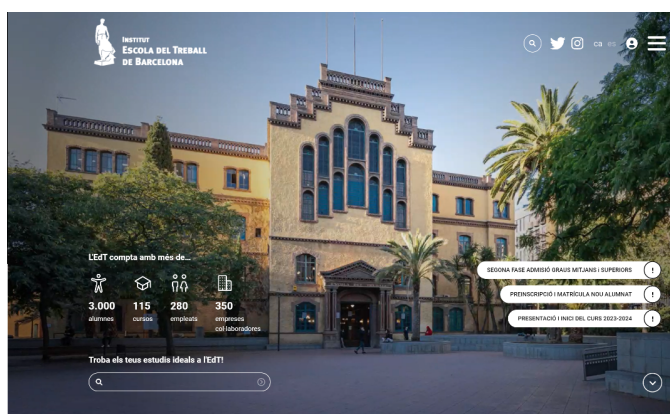 INSTITUT
ESCOLA DEL TREBALL
DE BARCELONA
ca es
L'EdT compta amb més de...
3.000 115 280 350
alumnes cursos empleats empreses
col·laboradores
SEGONA FASE ADMISIÓ GRAUS MITJANS i SUPERIORS !
PREINSCRIPCIÓ I MATRÍCULA NOU ALUMNAT !
PRESENTACIÓ I INICI DEL CURS 2023-2024 !
Troba els teus estudis ideals a l'EdT!